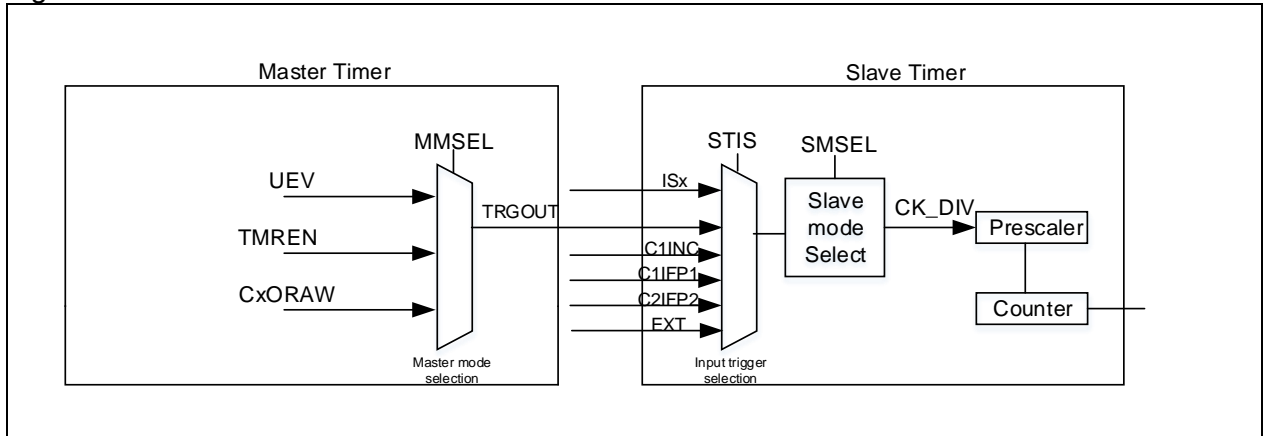 Master Timer
Slave Timer
MMSEL
STIS
SMSEL
UEV
ISx
TRGOUT
Slave
mode
Select
CK_DIV
Prescaler
TMREN
C1INC
C1IFP1
CxORAW
C2IFP2
Counter
EXT
Master mode
selection
Input trigger
selection